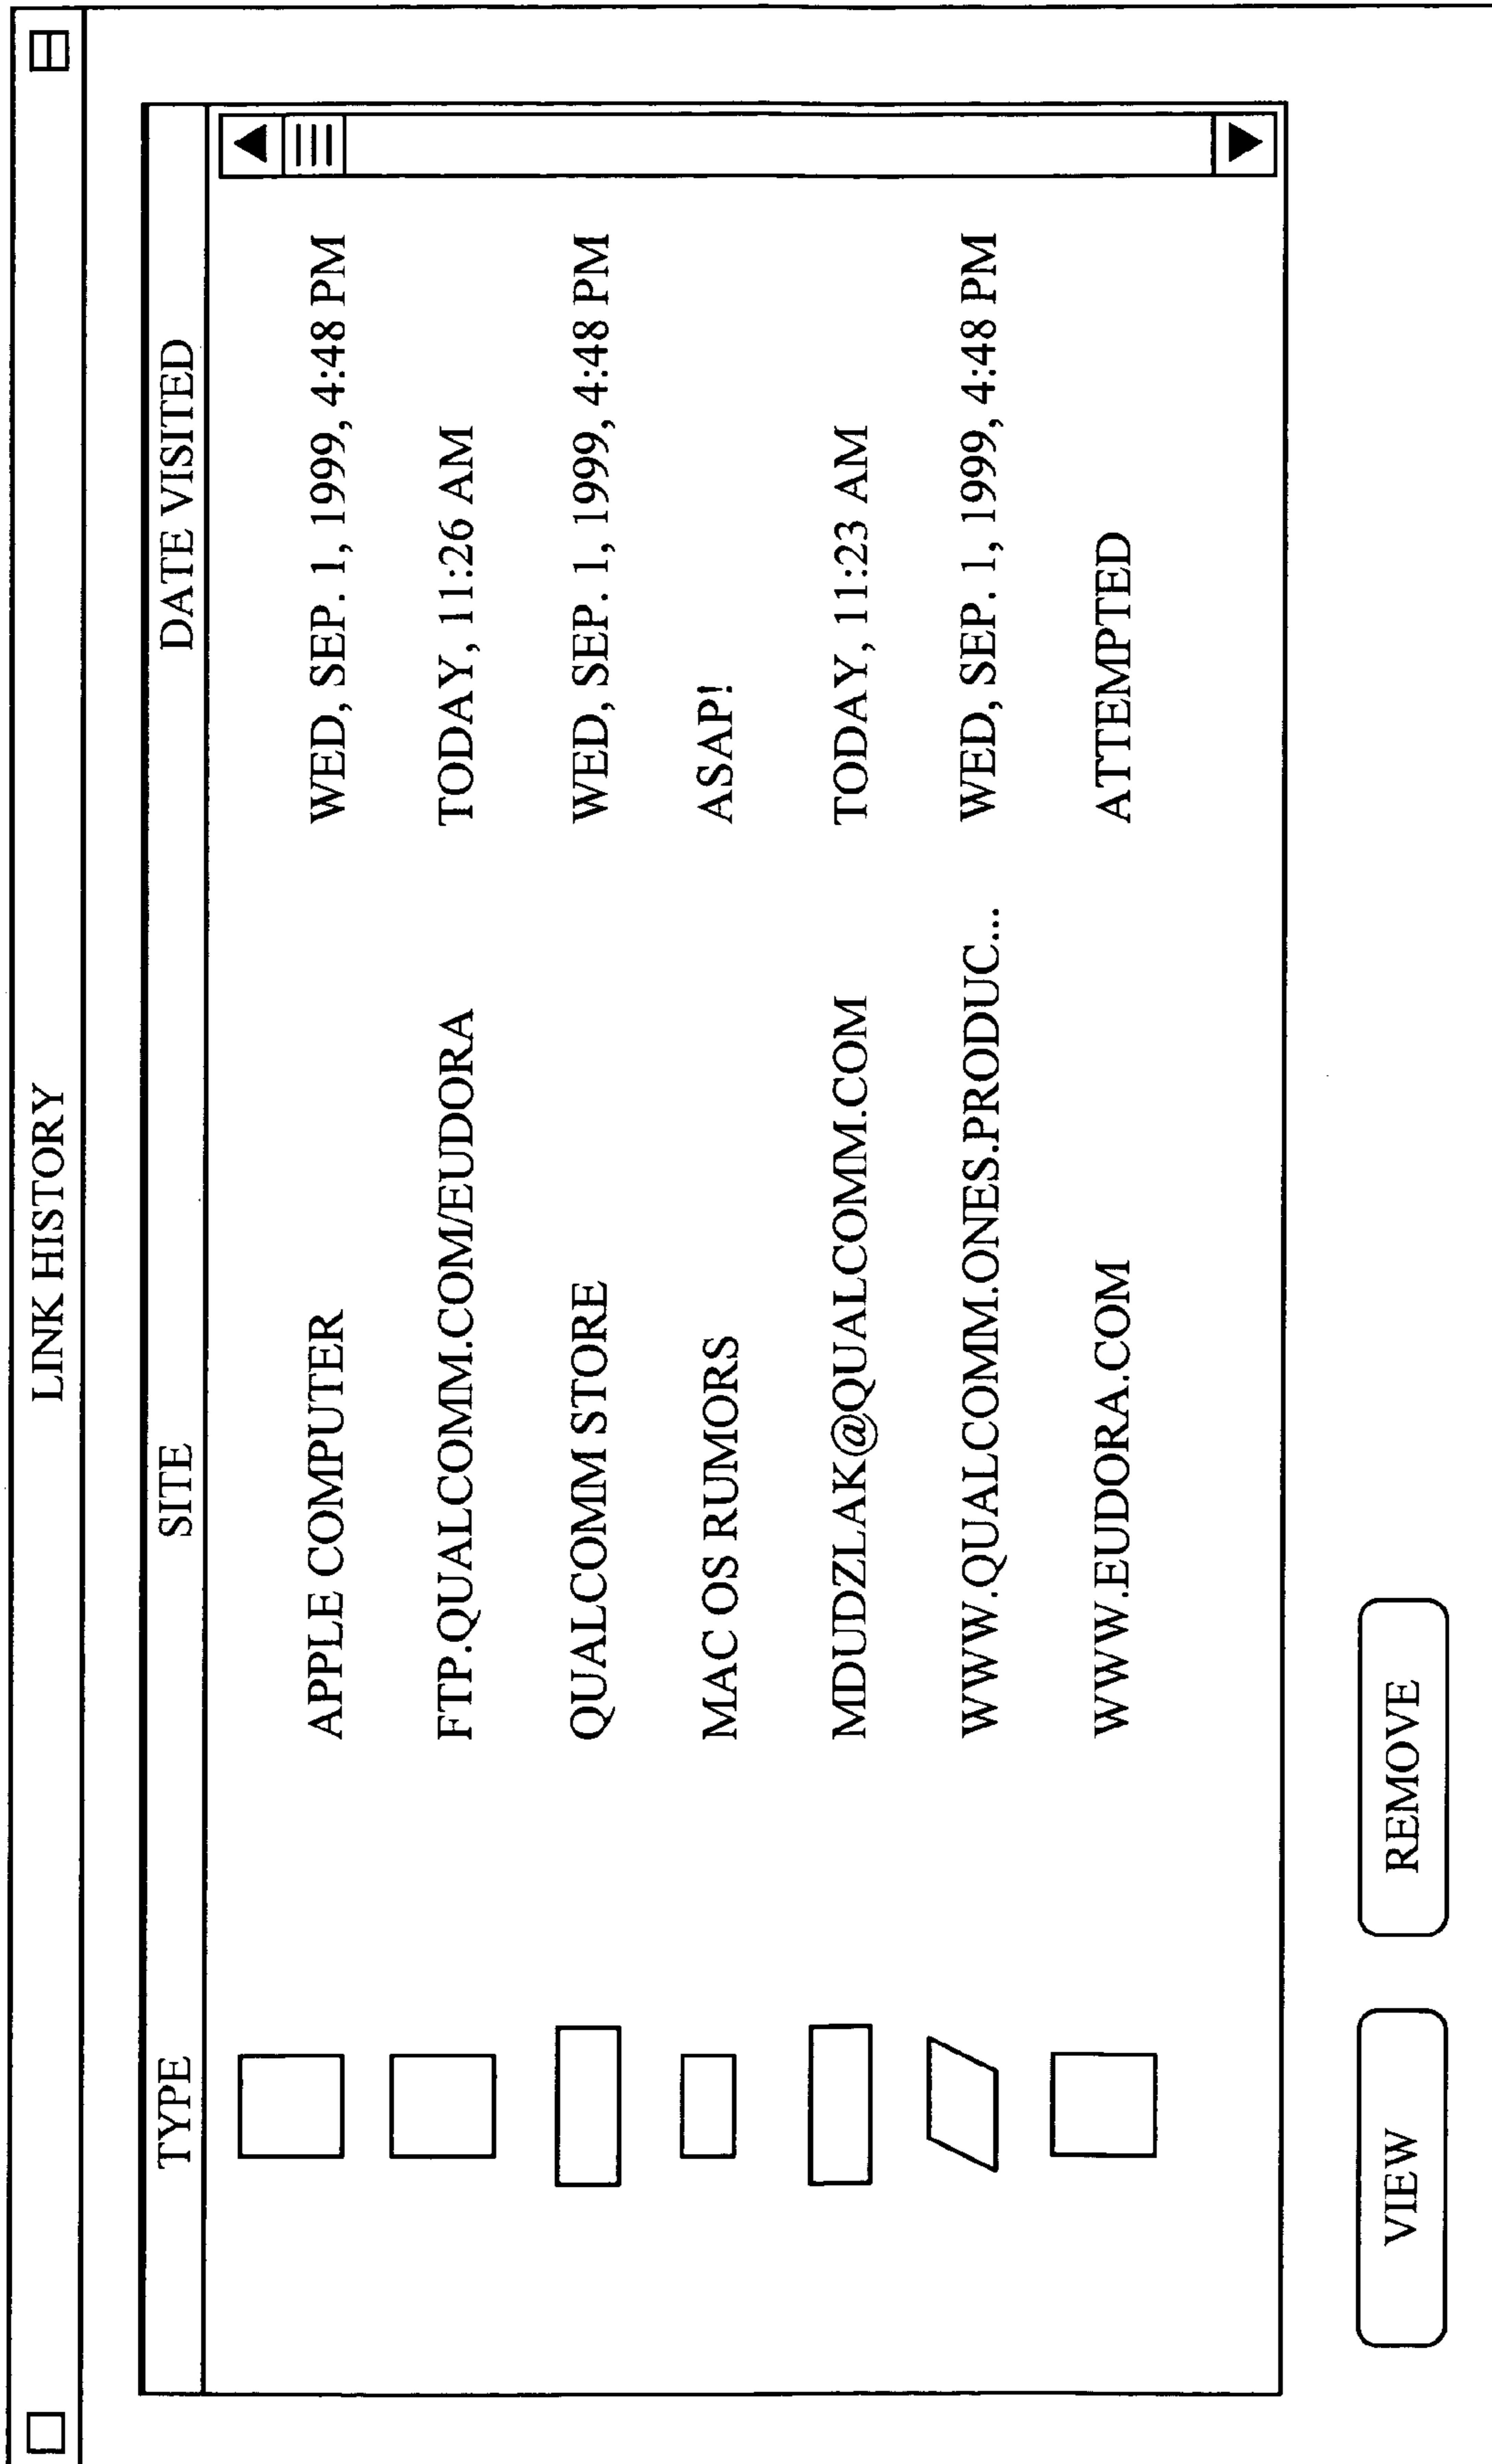 LINK HISTORY
TYPE SITE DATE VISITED
APPLE COMPUTER WED, SEP. 1, 1999, 4:48 PM
FTP.QUALCOMM.COM/EUDORA TODAY, 11:26 AM
QUALCOMM STORE WED, SEP. 1, 1999, 4:48 PM
MAC OS RUMORS ASAP!
MDUDZLAK@QUALCOMM.COM TODAY, 11:23 AM
WWW.QUALCOMM.ONES.PRODUC... WED, SEP. 1, 1999, 4:48 PM
WWW.EUDORA.COM ATTEMPTED
VIEW REMOVE